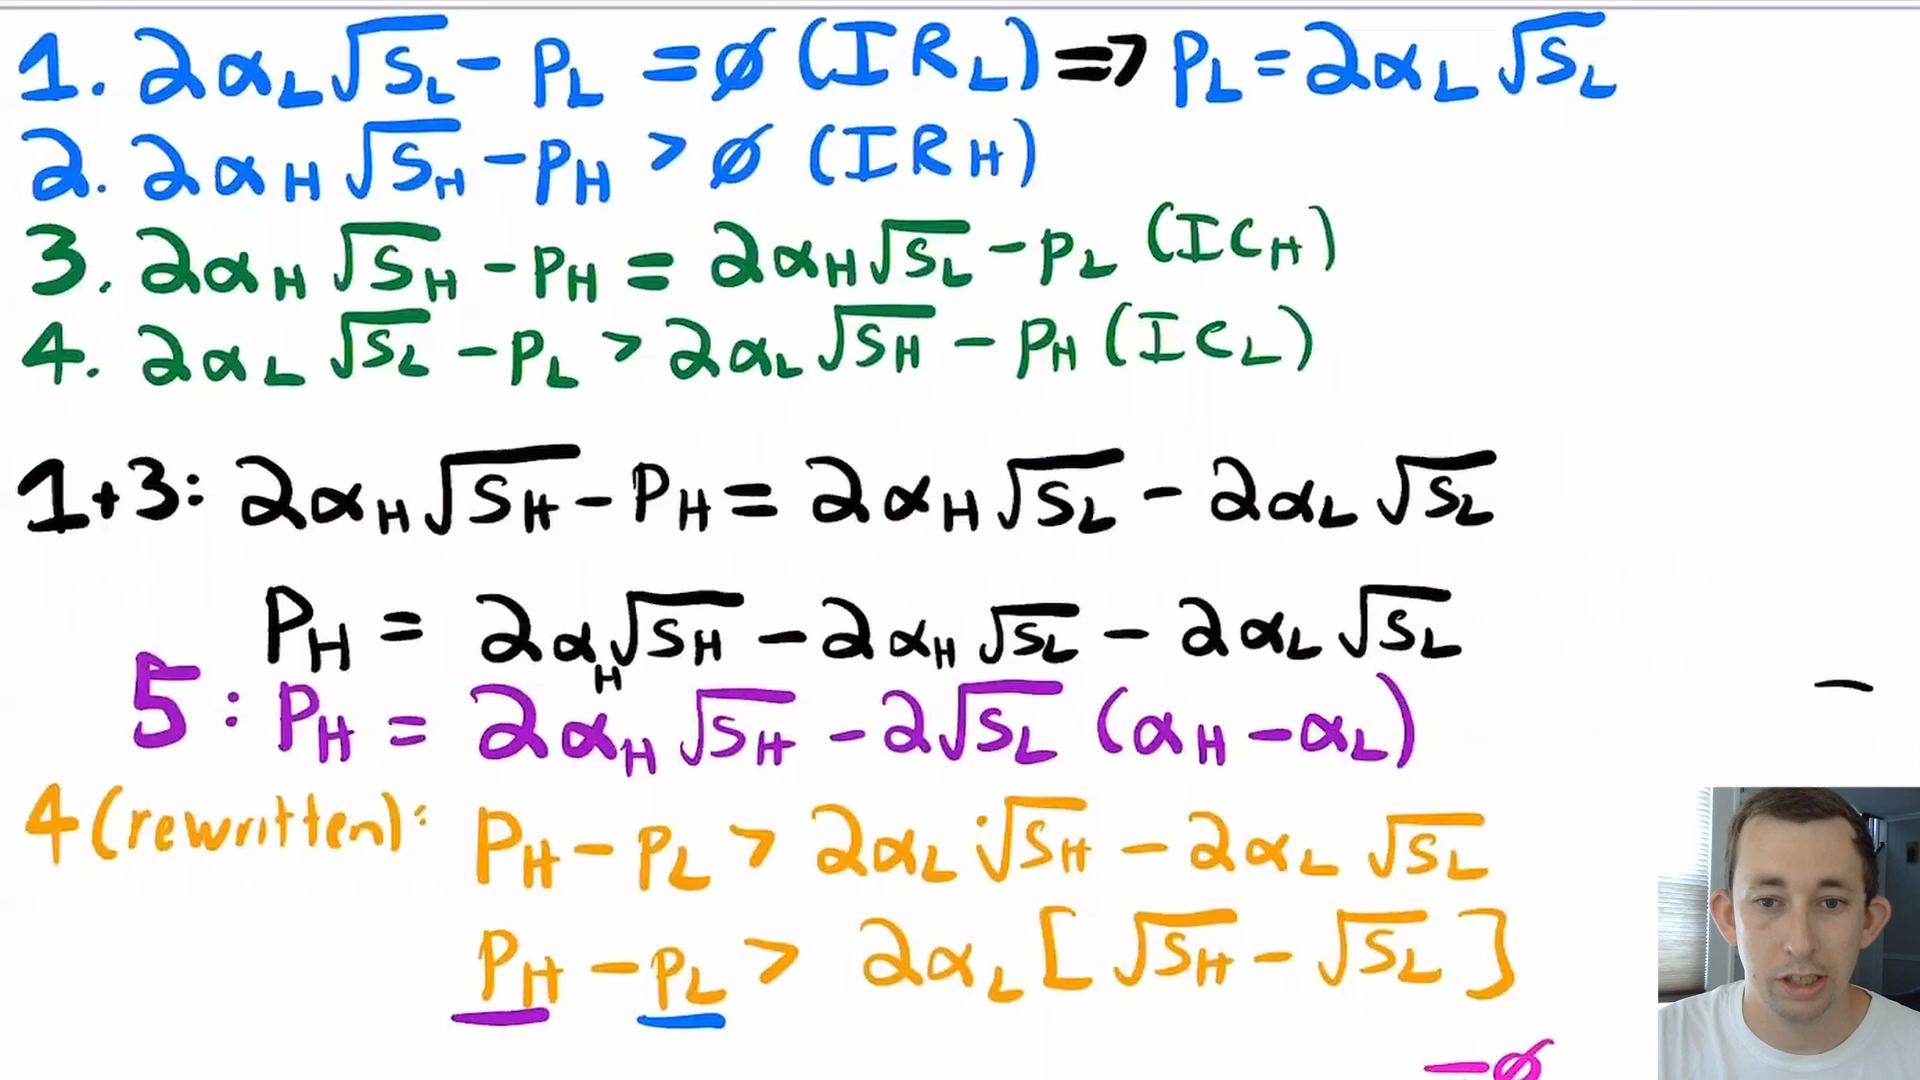 1. 2α_L √S_L - P_L = ∅ (IR_L) ⇒ P_L = 2α_L √S_L
2. 2α_H √S_H - P_H > ∅ (IR_H)
3. 2α_H √S_H - P_H = 2α_H √S_L - P_L (IC_H)
4. 2α_L √S_L - P_L > 2α_L √S_H - P_H (IC_L)
1+3: 2α_H √S_H - P_H = 2α_H √S_L - 2α_L √S_L
P_H = 2α_H √S_H - 2α_H √S_L - 2α_L √S_L
5: P_H = 2α_H √S_H - 2√S_L (α_H - α_L)
4 (rewritten): P_H - P_L > 2α_L √S_H - 2α_L √S_L
P_H - P_L > 2α_L [√S_H - √S_L]
=∅